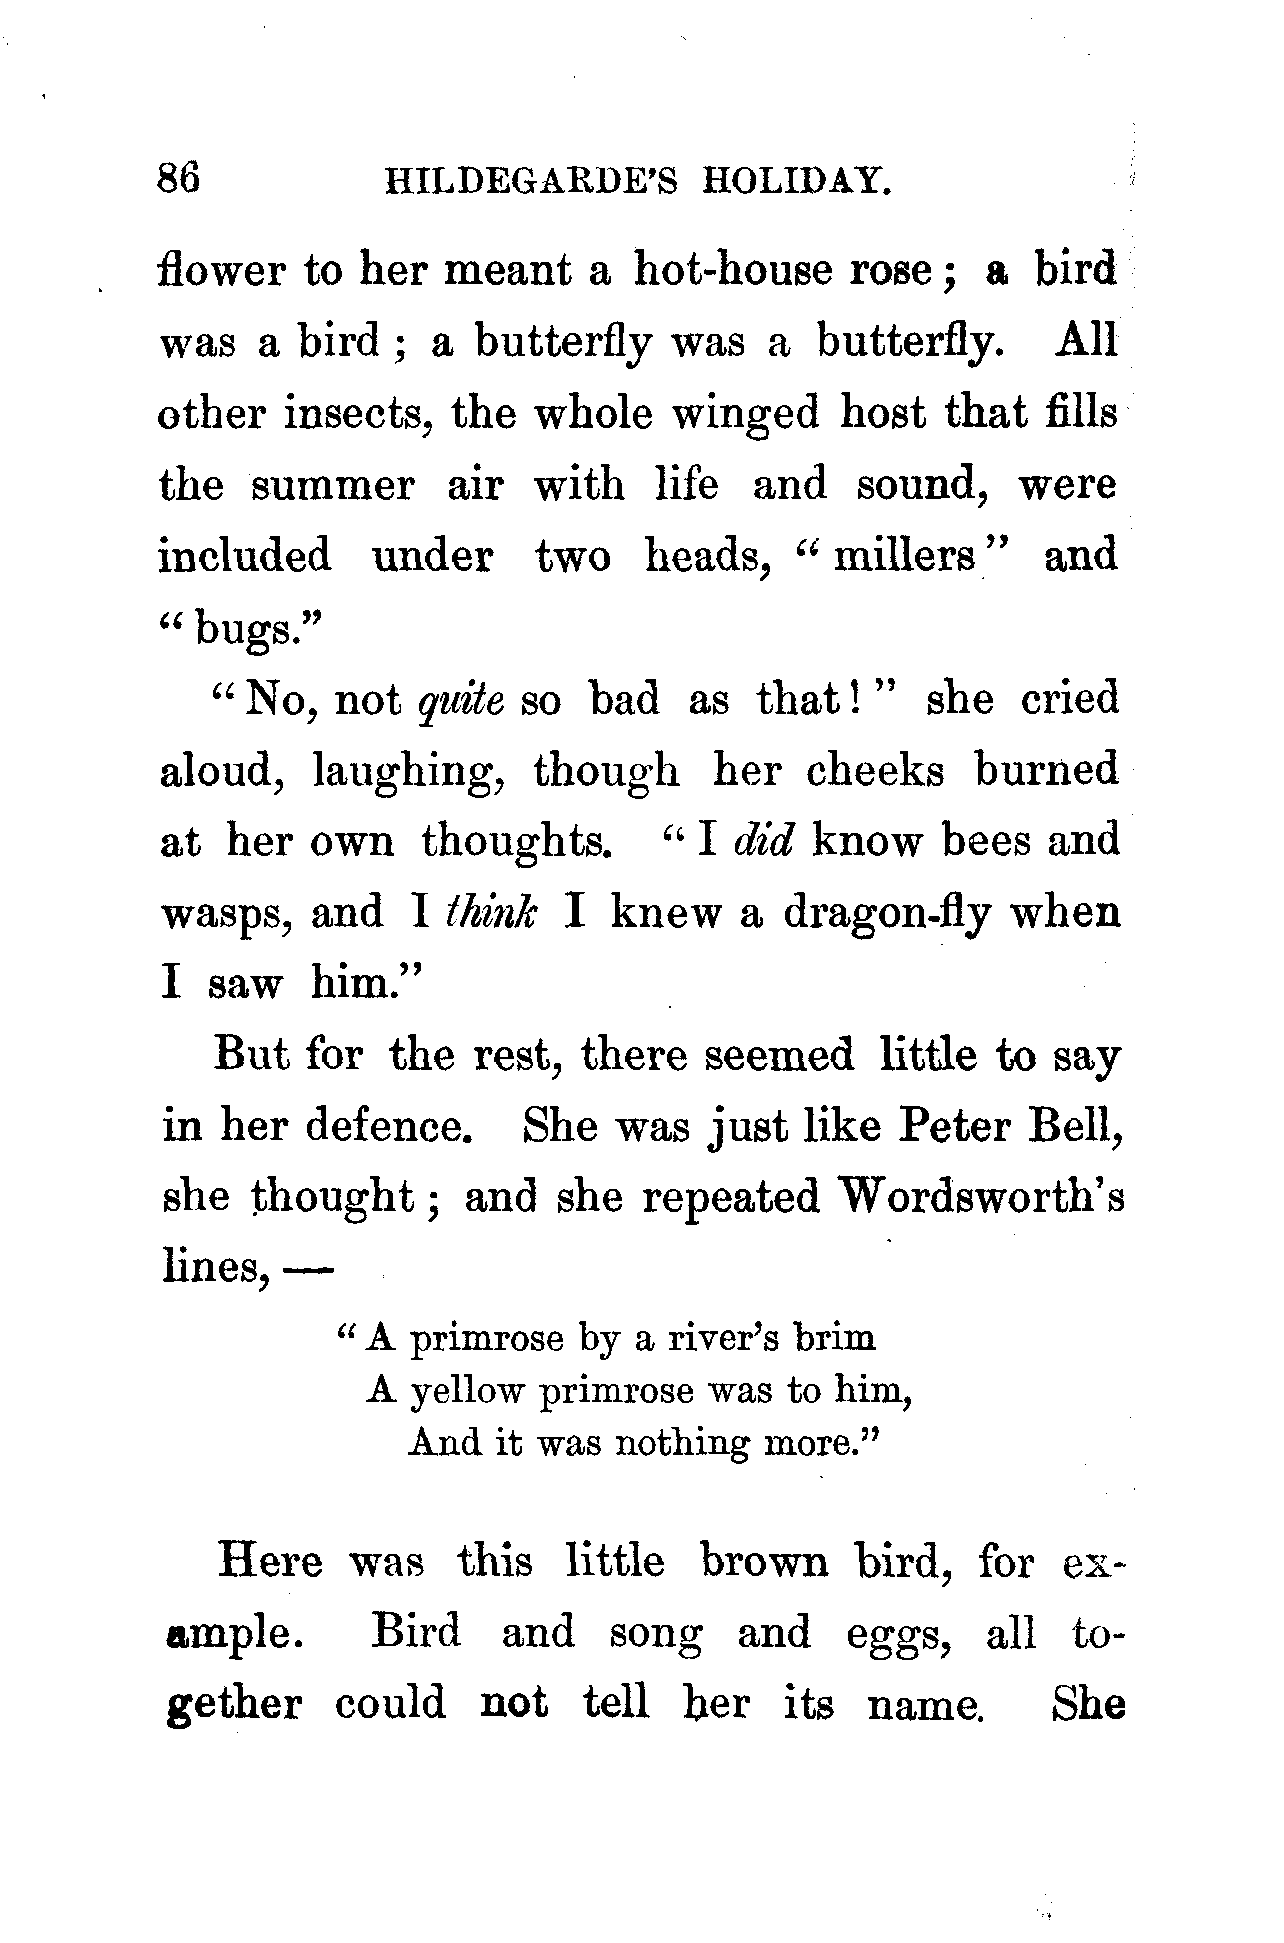 86 HILDEGARDE'S HOLIDAY.
flower to her meant a hot-house rose; a bird
was a bird; a butterfly was a butterfly. All
other insects, the whole winged host that fills
the summer air with life and sound, were
included under two heads, "millers" and
"bugs."
"No, not quite so bad as that!" she cried
aloud, laughing, though her cheeks burned
at her own thoughts. "I did know bees and
wasps, and I think I knew a dragon-fly when
I saw him."
But for the rest, there seemed little to say
in her defence. She was just like Peter Bell,
she thought; and she repeated Wordsworth's
lines, —
"A primrose by a river's brim
A yellow primrose was to him,
And it was nothing more."
Here was this little brown bird, for ex-
ample. Bird and song and eggs, all to-
gether could not tell her its name. She